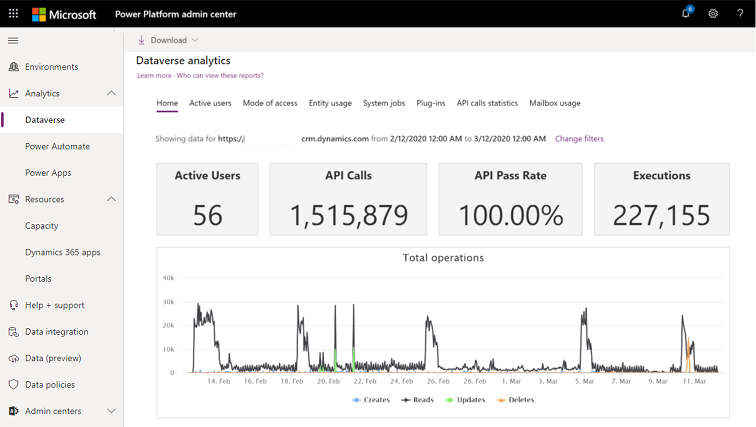 Microsoft Power Platform admin center 6 ?
Download
Environments
Analytics
Dataverse
Power Automate
Power Apps
Resources
Capacity
Dynamics 365 apps
Portals
Help + support
Data integration
Data (preview)
Data policies
Admin centers
Dataverse analytics
Learn more - Who can view these reports?
Home Active users Mode of access Entity usage System jobs Plug-ins API calls statistics Mailbox usage
Showing data for https:/ crm.dynamics.com from 2/12/2020 12:00 AM to 3/12/2020 12:00 AM Change filters
Active Users API Calls API Pass Rate Executions
56 1,515,879 100.00% 227,155
Total operations
40k
30k
20k
10k
0
14. Feb 16. Feb 18. Feb 20. Feb 22. Feb 24. Feb 26. Feb 28. Feb 1. Mar 3. Mar 5. Mar 7. Mar 9. Mar 11. Mar
Creates Reads Updates Deletes